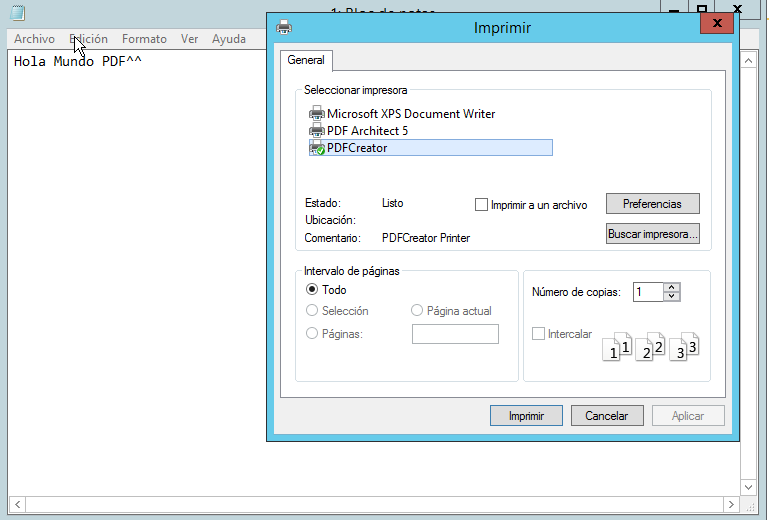 1: Bloc de notas
Archivo Edición Formato Ver Ayuda
Hola Mundo PDF^^
Imprimir
General
Seleccionar impresora
Microsoft XPS Document Writer
PDF Architect 5
PDFCreator
Estado: Listo
Imprimir a un archivo
Preferencias
Ubicación:
Comentario: PDFCreator Printer
Buscar impresora...
Intervalo de páginas
Todo
Selección Página actual
Páginas:
Número de copias: 1
Intercalar
1 1 2 2 3 3
Imprimir Cancelar Aplicar